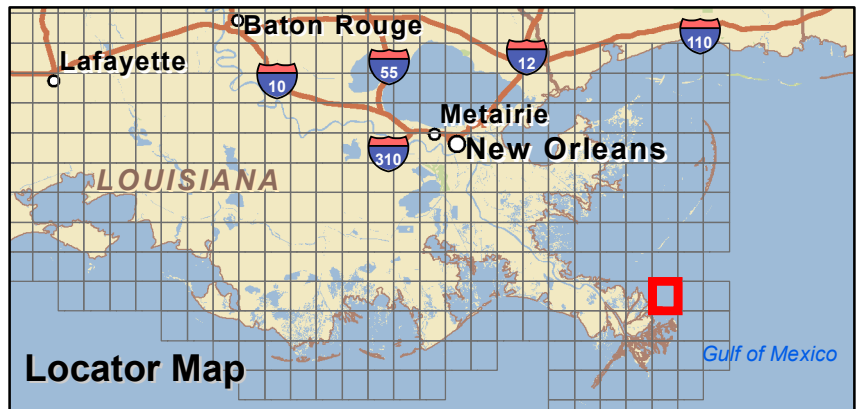 Baton Rouge
110
Lafayette
55
12
10
Metairie
310
New Orleans
LOUISIANA
Gulf of Mexico
Locator Map